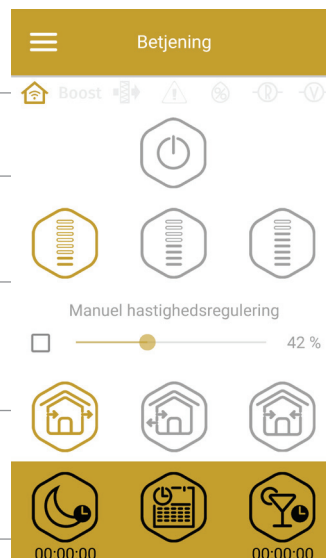 Betjening
Boost
Manuel hastighedsregulering
42 %
00:00:00 00:00:00